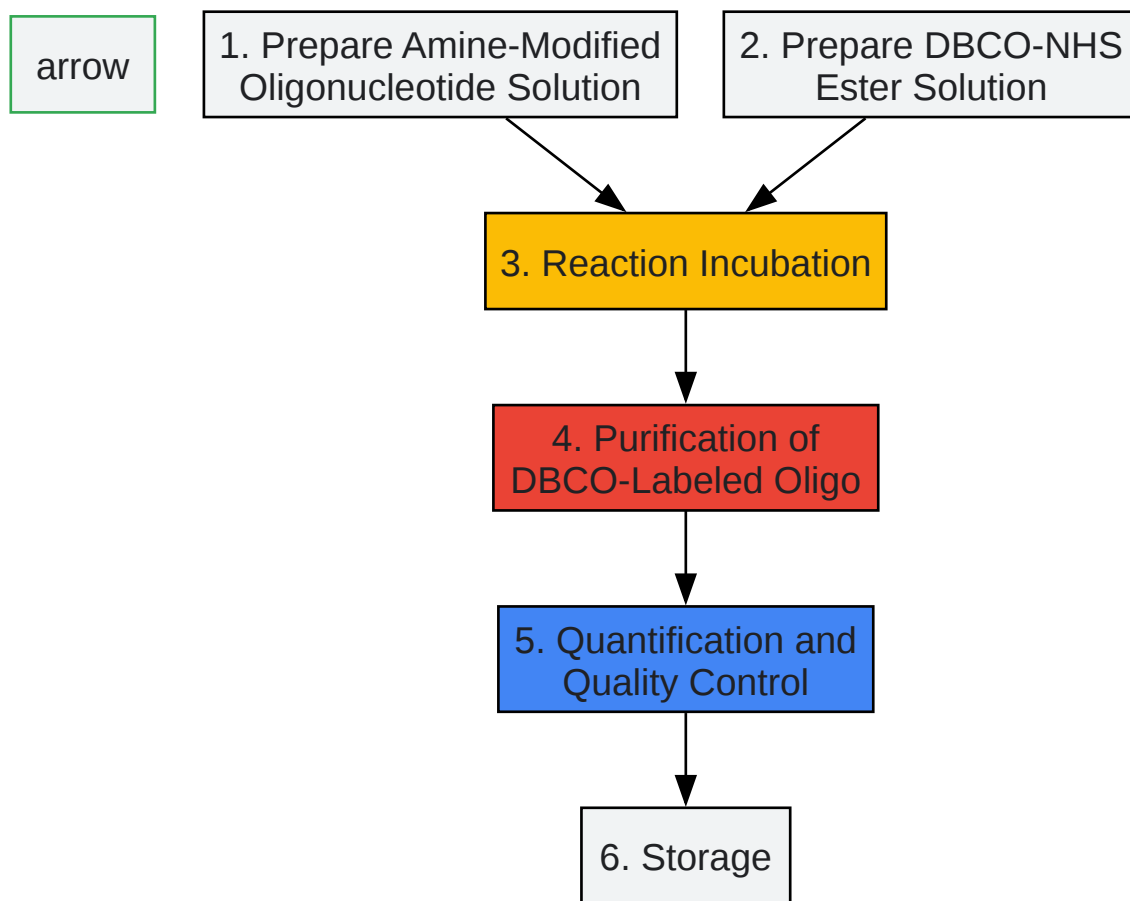 arrow
1. Prepare Amine-Modified
Oligonucleotide Solution
2. Prepare DBCO-NHS
Ester Solution
3. Reaction Incubation
4. Purification of
DBCO-Labeled Oligo
5. Quantification and
Quality Control
6. Storage